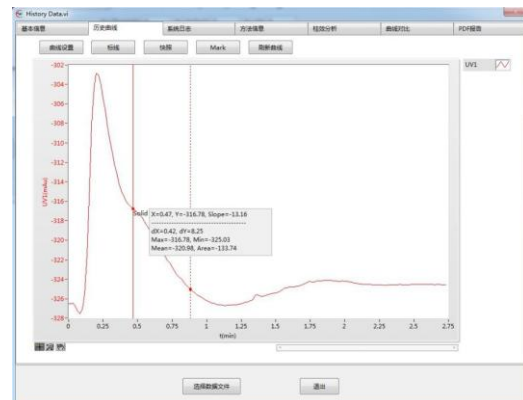 History Data.vi
基本信息 历史曲线 系统日志 方法信息 柱效分析 曲线对比 PDF报告
曲线设置 标线 快照 Mark 刷新曲线
UV1
-302
-304
-306
-308
-310
-312
-314
-316
-318
-320
-322
-324
-326
-328
UV1(mAu)
Solid X=0.47, Y=-316.78, Slope=-13.16
dX=0.42, dY=8.25
Max=-316.78, Min=-325.03
Mean=-320.98, Area=-133.74
0 0.25 0.5 0.75 1 1.25 1.5 1.75 2 2.25 2.5 2.75
t(min)
选择数据文件 退出